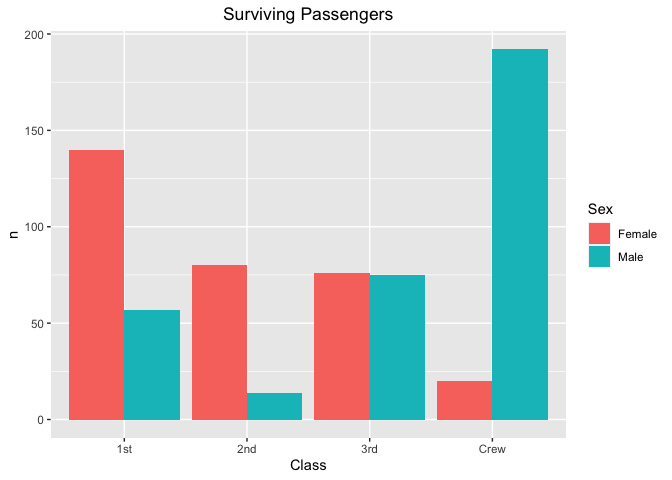 Surviving Passengers
200
150
100
50
0
n
1st 2nd 3rd Crew
Class
Sex
Female
Male